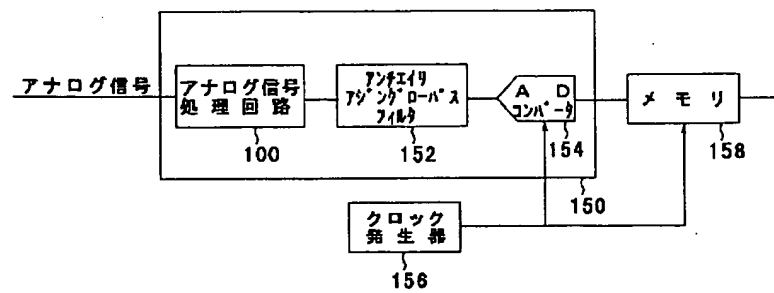 アナログ信号
アナログ信号
処理回路
100
アンチエイリ
アジングローパス
フィルタ
152
A D
コンバータ
154
メモリ
158
150
クロック
発生器
156